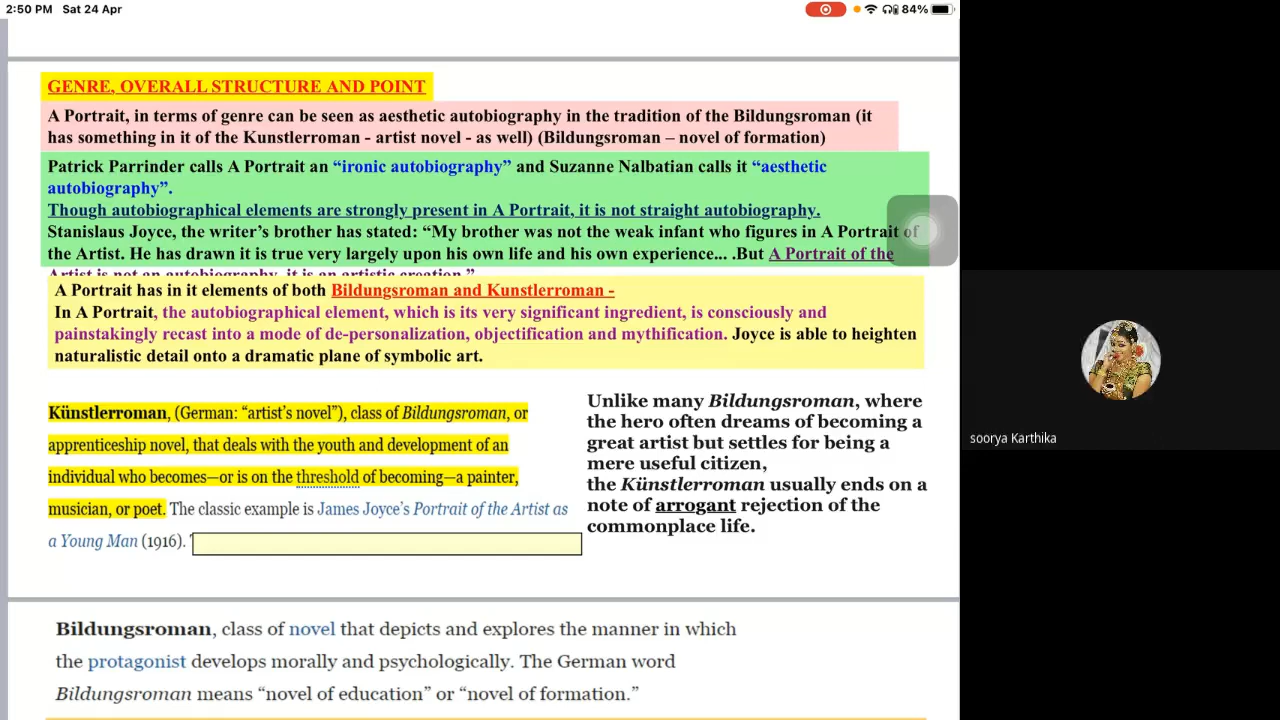 2:50 PM Sat 24 Apr
84%
GENRE, OVERALL STRUCTURE AND POINT
A Portrait, in terms of genre can be seen as aesthetic autobiography in the tradition of the Bildungsroman (it
has something in it of the Kunstlerroman - artist novel - as well) (Bildungsroman – novel of formation)
Patrick Parrinder calls A Portrait an “ironic autobiography” and Suzanne Nalbatian calls it “aesthetic
autobiography”.
Though autobiographical elements are strongly present in A Portrait, it is not straight autobiography.
Stanislaus Joyce, the writer’s brother has stated: “My brother was not the weak infant who figures in A Portrait of
the Artist. He has drawn it is true very largely upon his own life and his own experience... .But A Portrait of the
Artist is not an autobiography, it is an artistic creation.”
A Portrait has in it elements of both Bildungsroman and Kunstlerroman -
In A Portrait, the autobiographical element, which is its very significant ingredient, is consciously and
painstakingly recast into a mode of de-personalization, objectification and mythification. Joyce is able to heighten
naturalistic detail onto a dramatic plane of symbolic art.
Künstlerroman, (German: “artist’s novel”), class of Bildungsroman, or
apprenticeship novel, that deals with the youth and development of an
individual who becomes—or is on the threshold of becoming—a painter,
musician, or poet. The classic example is James Joyce’s Portrait of the Artist as
a Young Man (1916).
Unlike many Bildungsroman, where
the hero often dreams of becoming a
great artist but settles for being a
mere useful citizen,
the Künstlerroman usually ends on a
note of arrogant rejection of the
commonplace life.
soorya Karthika
Bildungsroman, class of novel that depicts and explores the manner in which
the protagonist develops morally and psychologically. The German word
Bildungsroman means “novel of education” or “novel of formation.”